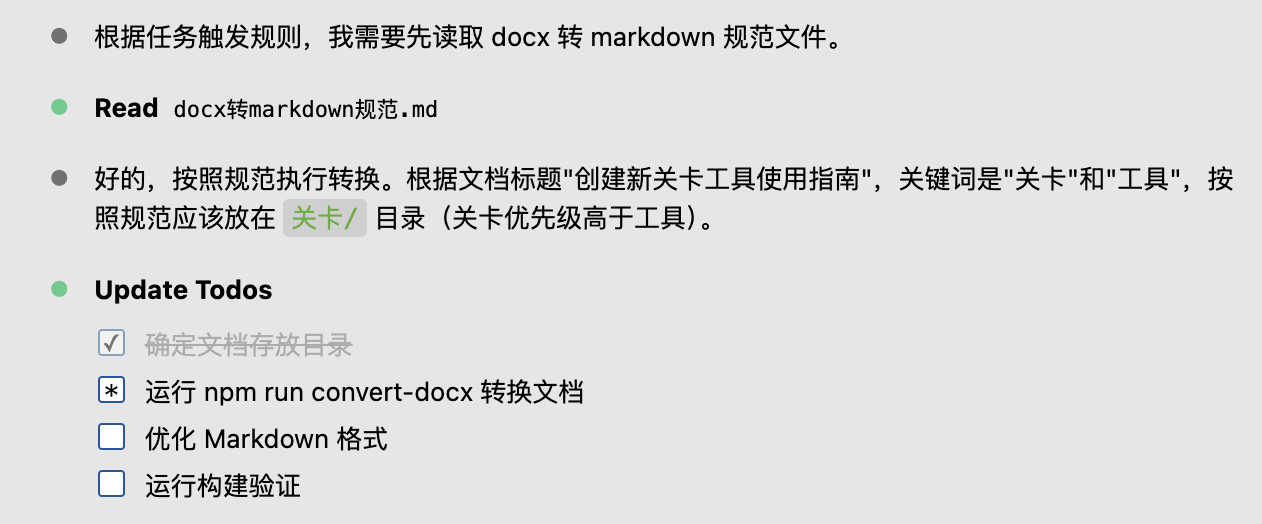 根据任务触发规则，我需要先读取 docx 转 markdown 规范文件。
Read docx转markdown规范.md
好的，按照规范执行转换。根据文档标题"创建新关卡工具使用指南"，关键词是"关卡"和"工具"，按
照规范应该放在 关卡/ 目录（关卡优先级高于工具）。
Update Todos
确定文档存放目录
运行 npm run convert-docx 转换文档
优化 Markdown 格式
运行构建验证